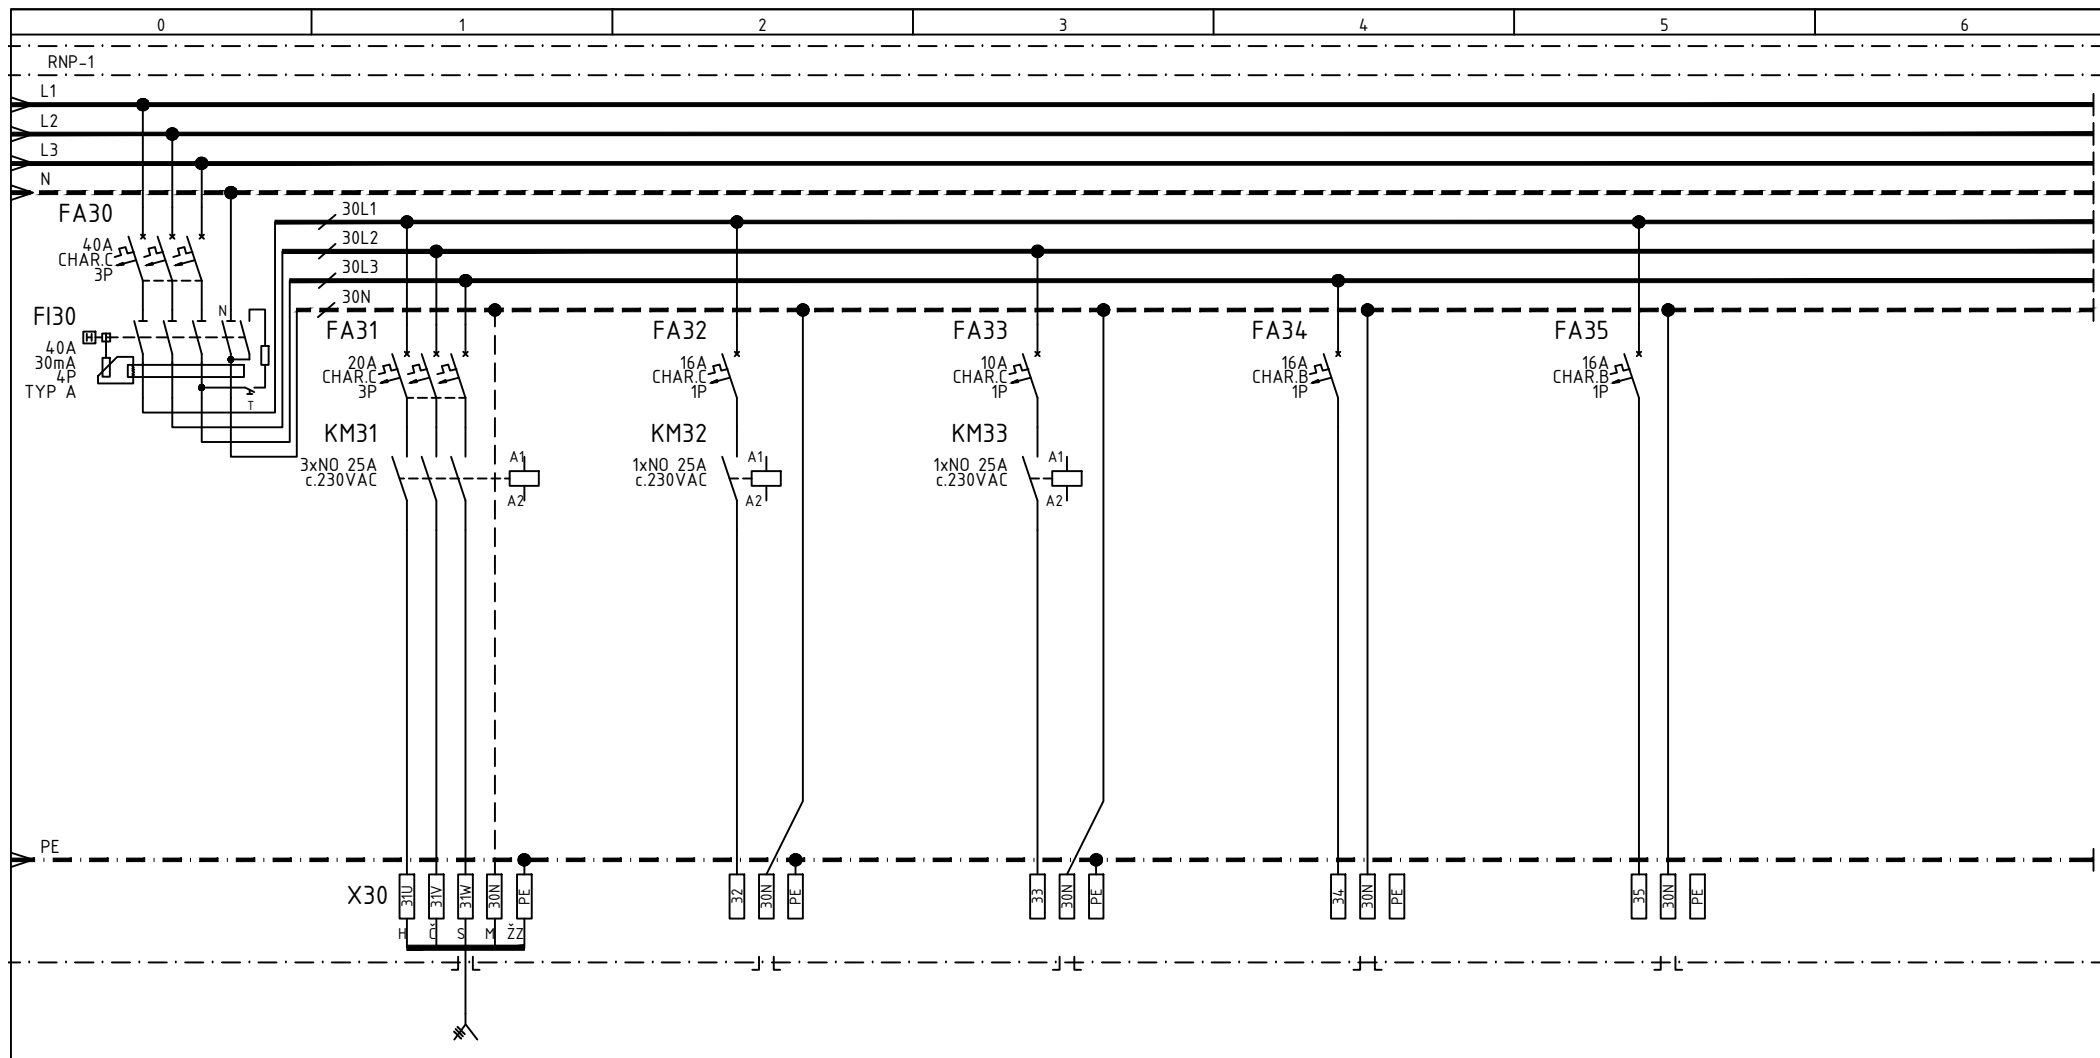 0 1 2 3 4 5 6
RNP-1
L1
L2
L3
N
30L1
30L2
30L3
30N
FA30
40A
CHAR.C
3P
FI30
40A
30mA
4P
TYP A
N
T
FA31
20A
CHAR.C
3P
KM31
3xNO 25A
c.230VAC
A1
A2
FA32
16A
CHAR.C
1P
KM32
1xNO 25A
c.230VAC
A1
A2
FA33
10A
CHAR.C
1P
KM33
1xNO 25A
c.230VAC
A1
A2
FA34
16A
CHAR.B
1P
FA35
16A
CHAR.B
1P
PE
X30
31U 31V 31W 30N PE
32 30N PE
33 30N PE
34 30N PE
35 30N PE
H Č S M ŽZ